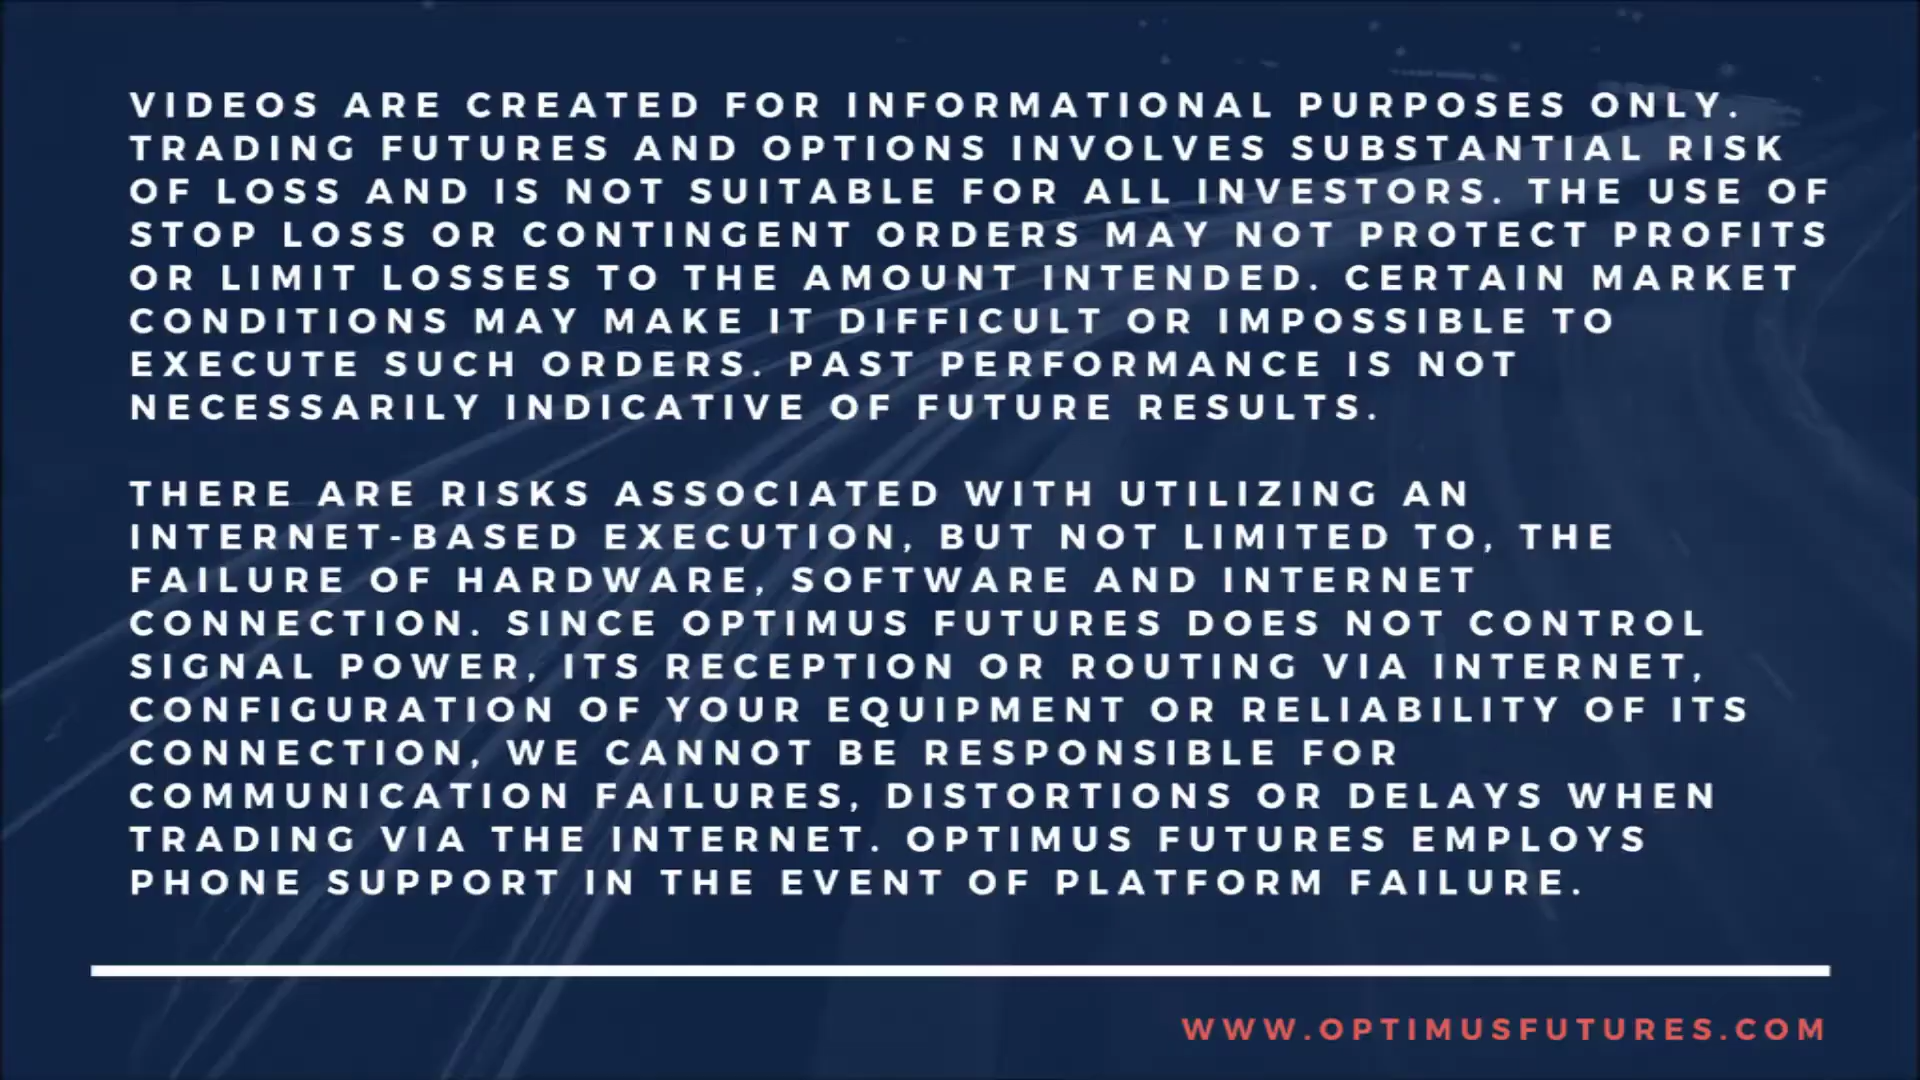 VIDEOS ARE CREATED FOR INFORMATIONAL PURPOSES ONLY.
TRADING FUTURES AND OPTIONS INVOLVES SUBSTANTIAL RISK
OF LOSS AND IS NOT SUITABLE FOR ALL INVESTORS. THE USE OF
STOP LOSS OR CONTINGENT ORDERS MAY NOT PROTECT PROFITS
OR LIMIT LOSSES TO THE AMOUNT INTENDED. CERTAIN MARKET
CONDITIONS MAY MAKE IT DIFFICULT OR IMPOSSIBLE TO
EXECUTE SUCH ORDERS. PAST PERFORMANCE IS NOT
NECESSARILY INDICATIVE OF FUTURE RESULTS.
THERE ARE RISKS ASSOCIATED WITH UTILIZING AN
INTERNET-BASED EXECUTION, BUT NOT LIMITED TO, THE
FAILURE OF HARDWARE, SOFTWARE AND INTERNET
CONNECTION. SINCE OPTIMUS FUTURES DOES NOT CONTROL
SIGNAL POWER, ITS RECEPTION OR ROUTING VIA INTERNET,
CONFIGURATION OF YOUR EQUIPMENT OR RELIABILITY OF ITS
CONNECTION, WE CANNOT BE RESPONSIBLE FOR
COMMUNICATION FAILURES, DISTORTIONS OR DELAYS WHEN
TRADING VIA THE INTERNET. OPTIMUS FUTURES EMPLOYS
PHONE SUPPORT IN THE EVENT OF PLATFORM FAILURE.
WWW.OPTIMUSFUTURES.COM